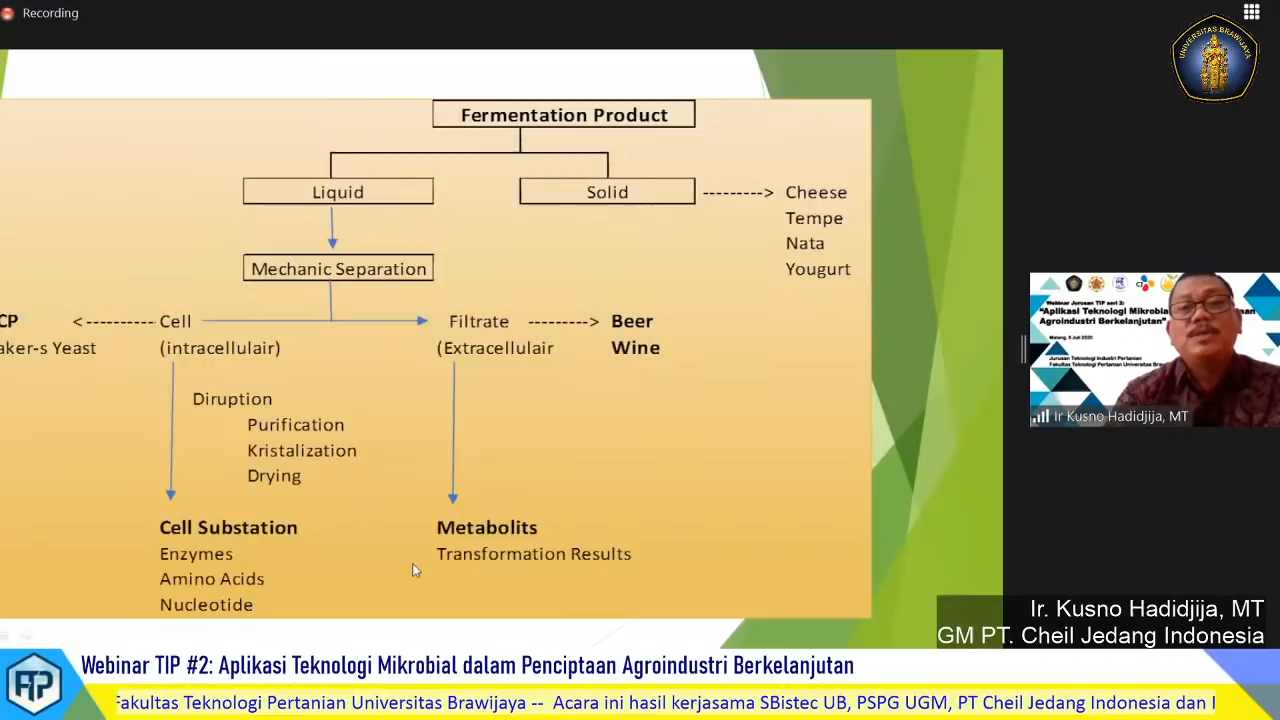 Recording
UNIVERSITAS BRAWIJAYA
Fermentation Product
Liquid
Solid
---------> Cheese
Tempe
Nata
Yougurt
Mechanic Separation
CP <----------- Cell
Filtrate ---------> Beer
aker-s Yeast
(intracellulair)
(Extracellulair
Wine
Diruption
Purification
Kristalization
Drying
Cell Substation
Metabolits
Enzymes
Transformation Results
Amino Acids
Nucleotide
Webinar Jurusan TIP seri 2:
"Aplikasi Teknologi Mikrobia
Agroindustri Berkelanjutan"
Malang, 8 Juli 2020
Jurusan Teknologi Industri Pertanian
Fakultas Teknologi Pertanian Universitas Braw
Ir Kusno Hadidjija, MT
Ir. Kusno Hadidjija, MT
GM PT. Cheil Jedang Indonesia
Webinar TIP #2: Aplikasi Teknologi Mikrobial dalam Penciptaan Agroindustri Berkelanjutan
Fakultas Teknologi Pertanian Universitas Brawijaya -- Acara ini hasil kerjasama SBistec UB, PSPG UGM, PT Cheil Jedang Indonesia dan I